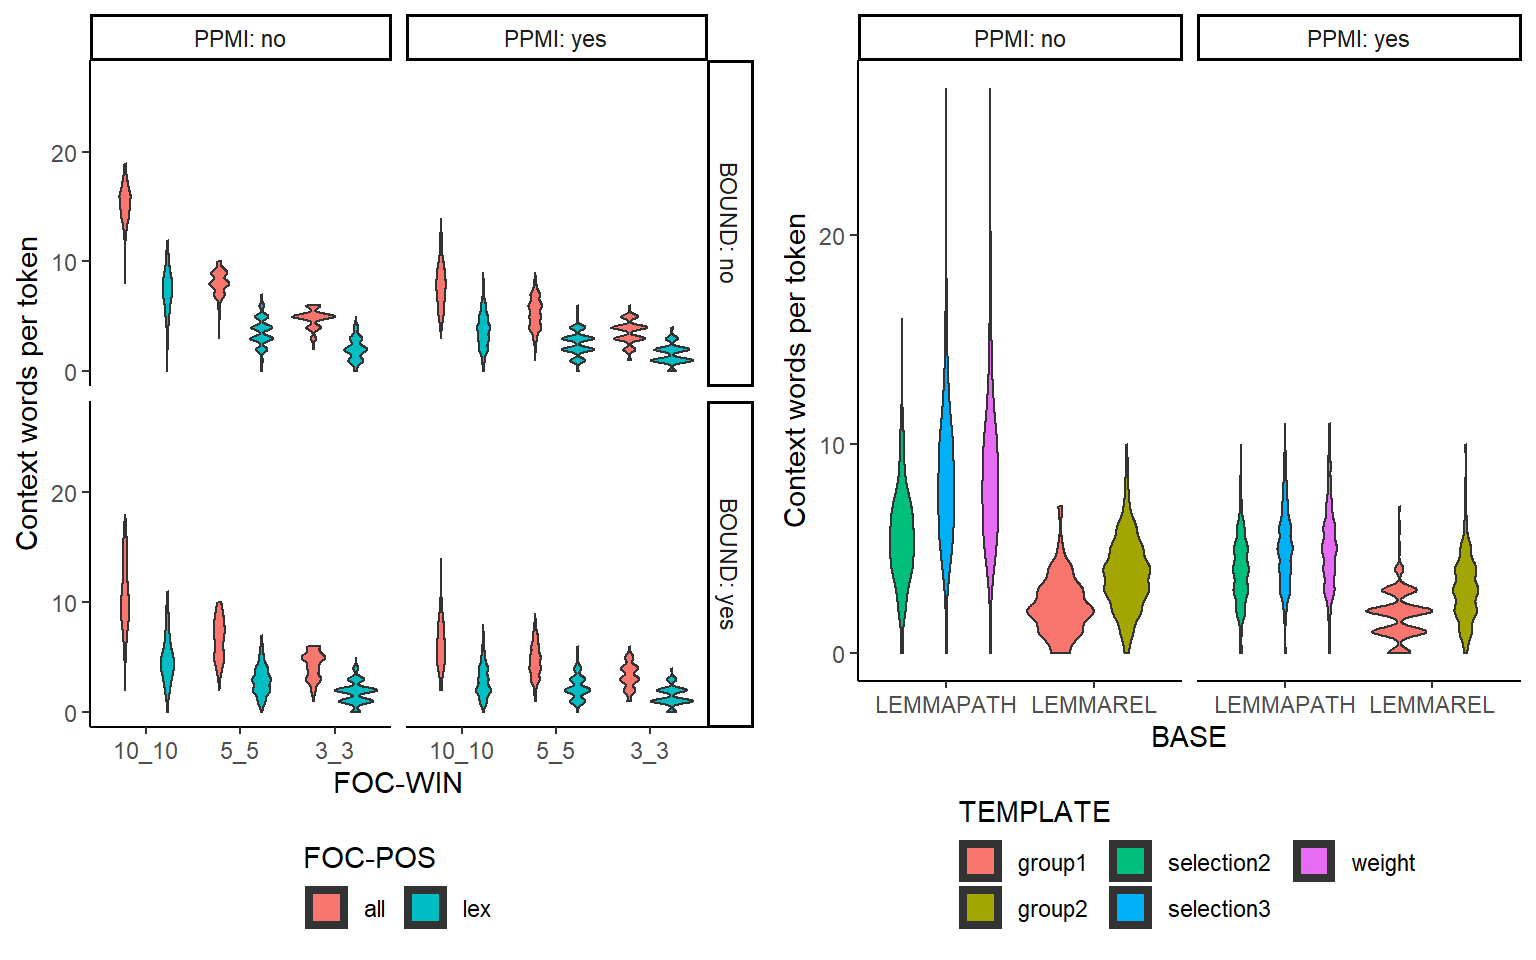 PPMI: no
PPMI: yes
Context words per token
20
10
0
BOUND: no
20
10
0
BOUND: yes
10_10
5_5
3_3
10_10
5_5
3_3
FOC-WIN
FOC-POS
all
lex
PPMI: no
PPMI: yes
Context words per token
20
10
0
LEMMAPATH
LEMMAREL
LEMMAPATH
LEMMAREL
BASE
TEMPLATE
group1
selection2
weight
group2
selection3